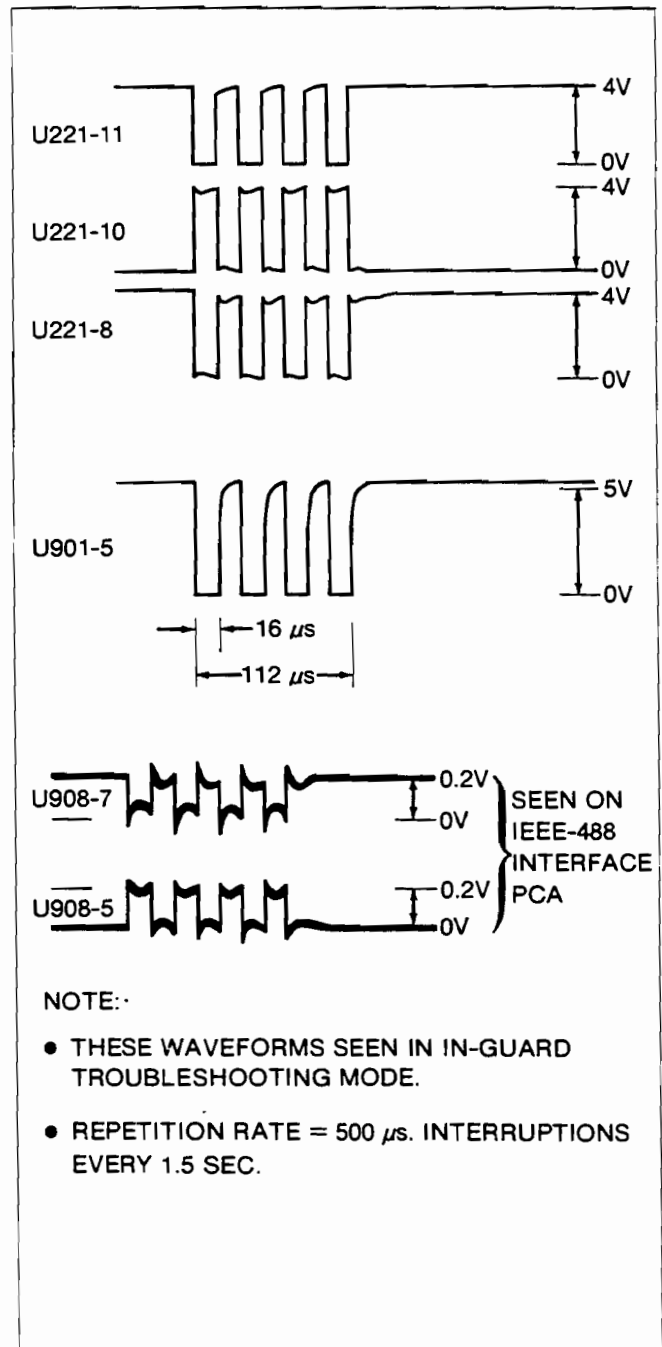 U221-11
4V
0V
U221-10
4V
0V
U221-8
4V
0V
U901-5
5V
0V
16 µs
112 µs
U908-7
0.2V
0V
U908-5
0.2V
0V
SEEN ON
IEEE-488
INTERFACE
PCA
NOTE:
• THESE WAVEFORMS SEEN IN IN-GUARD
TROUBLESHOOTING MODE.
• REPETITION RATE = 500 µs. INTERRUPTIONS
EVERY 1.5 SEC.